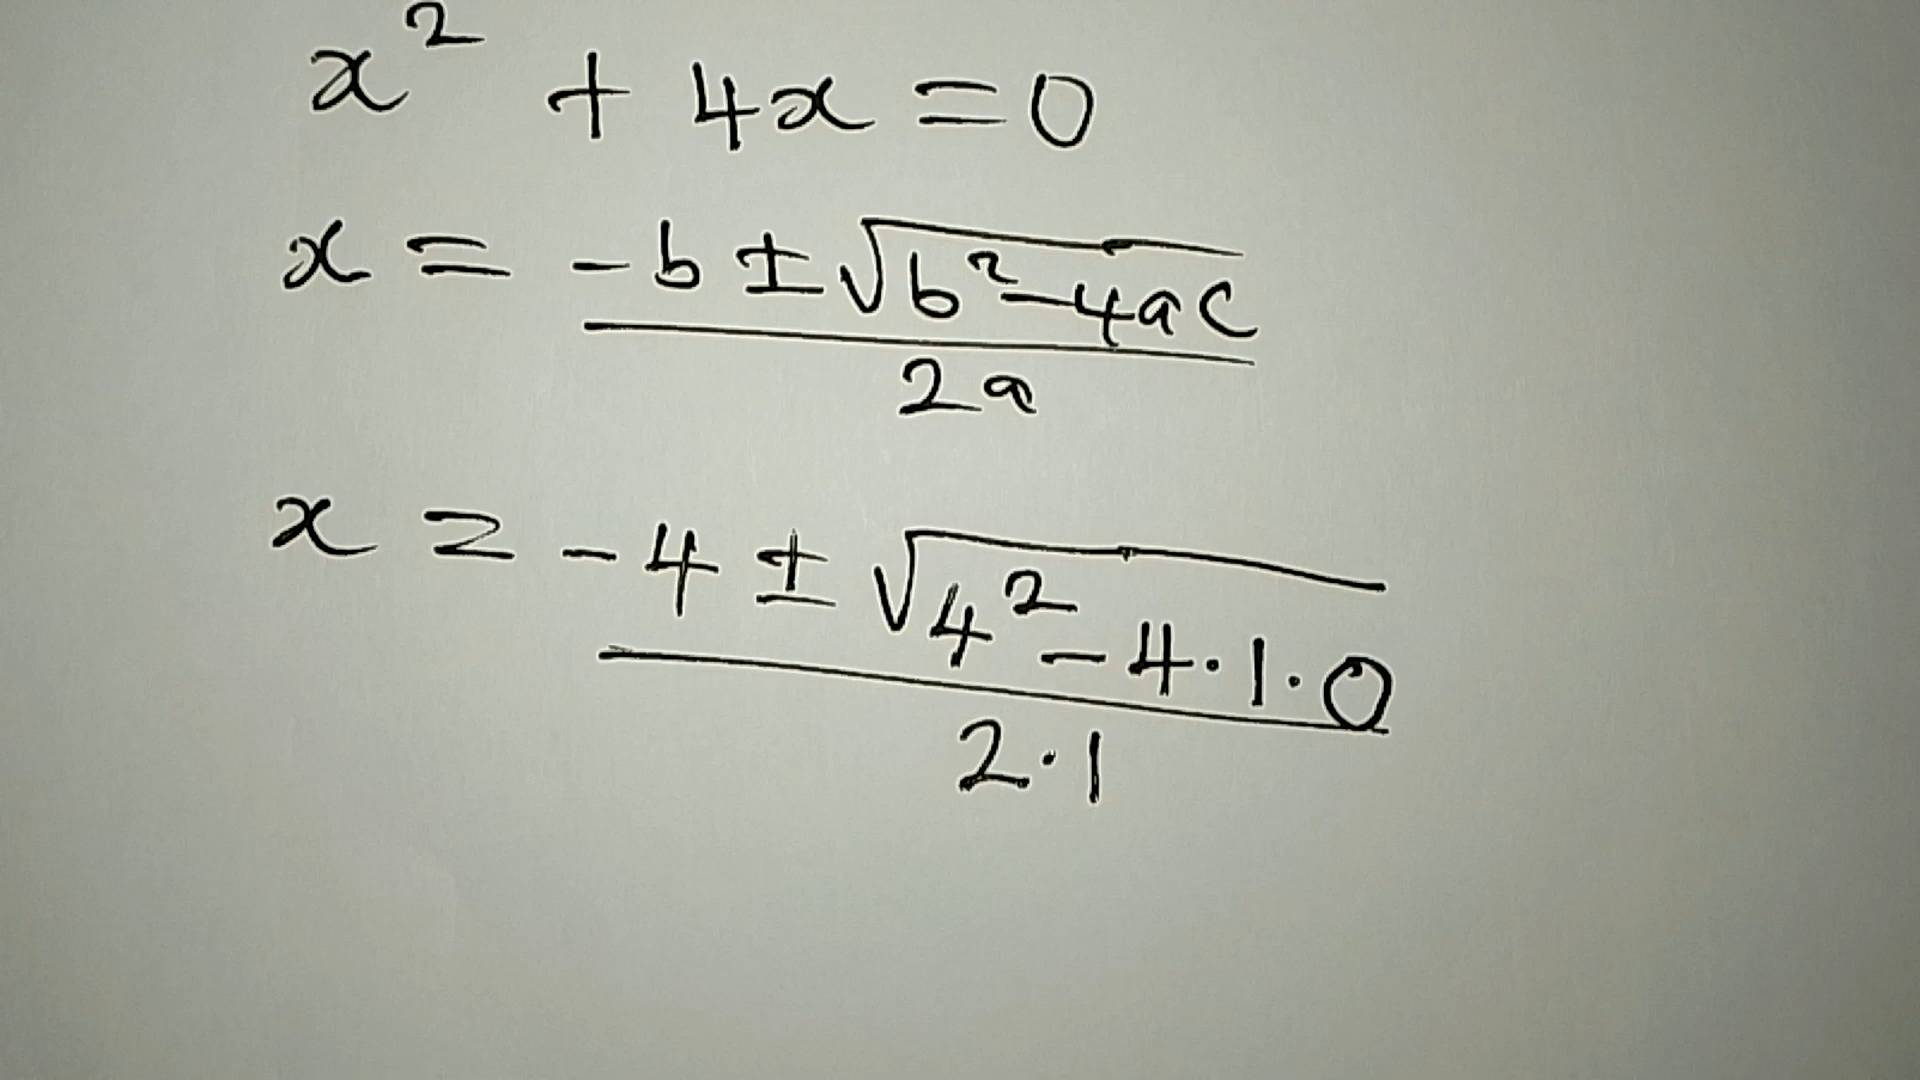 x² + 4x = 0
x = -b ± √b² - 4ac
2a
x = -4 ± √4² - 4·1·0
2·1